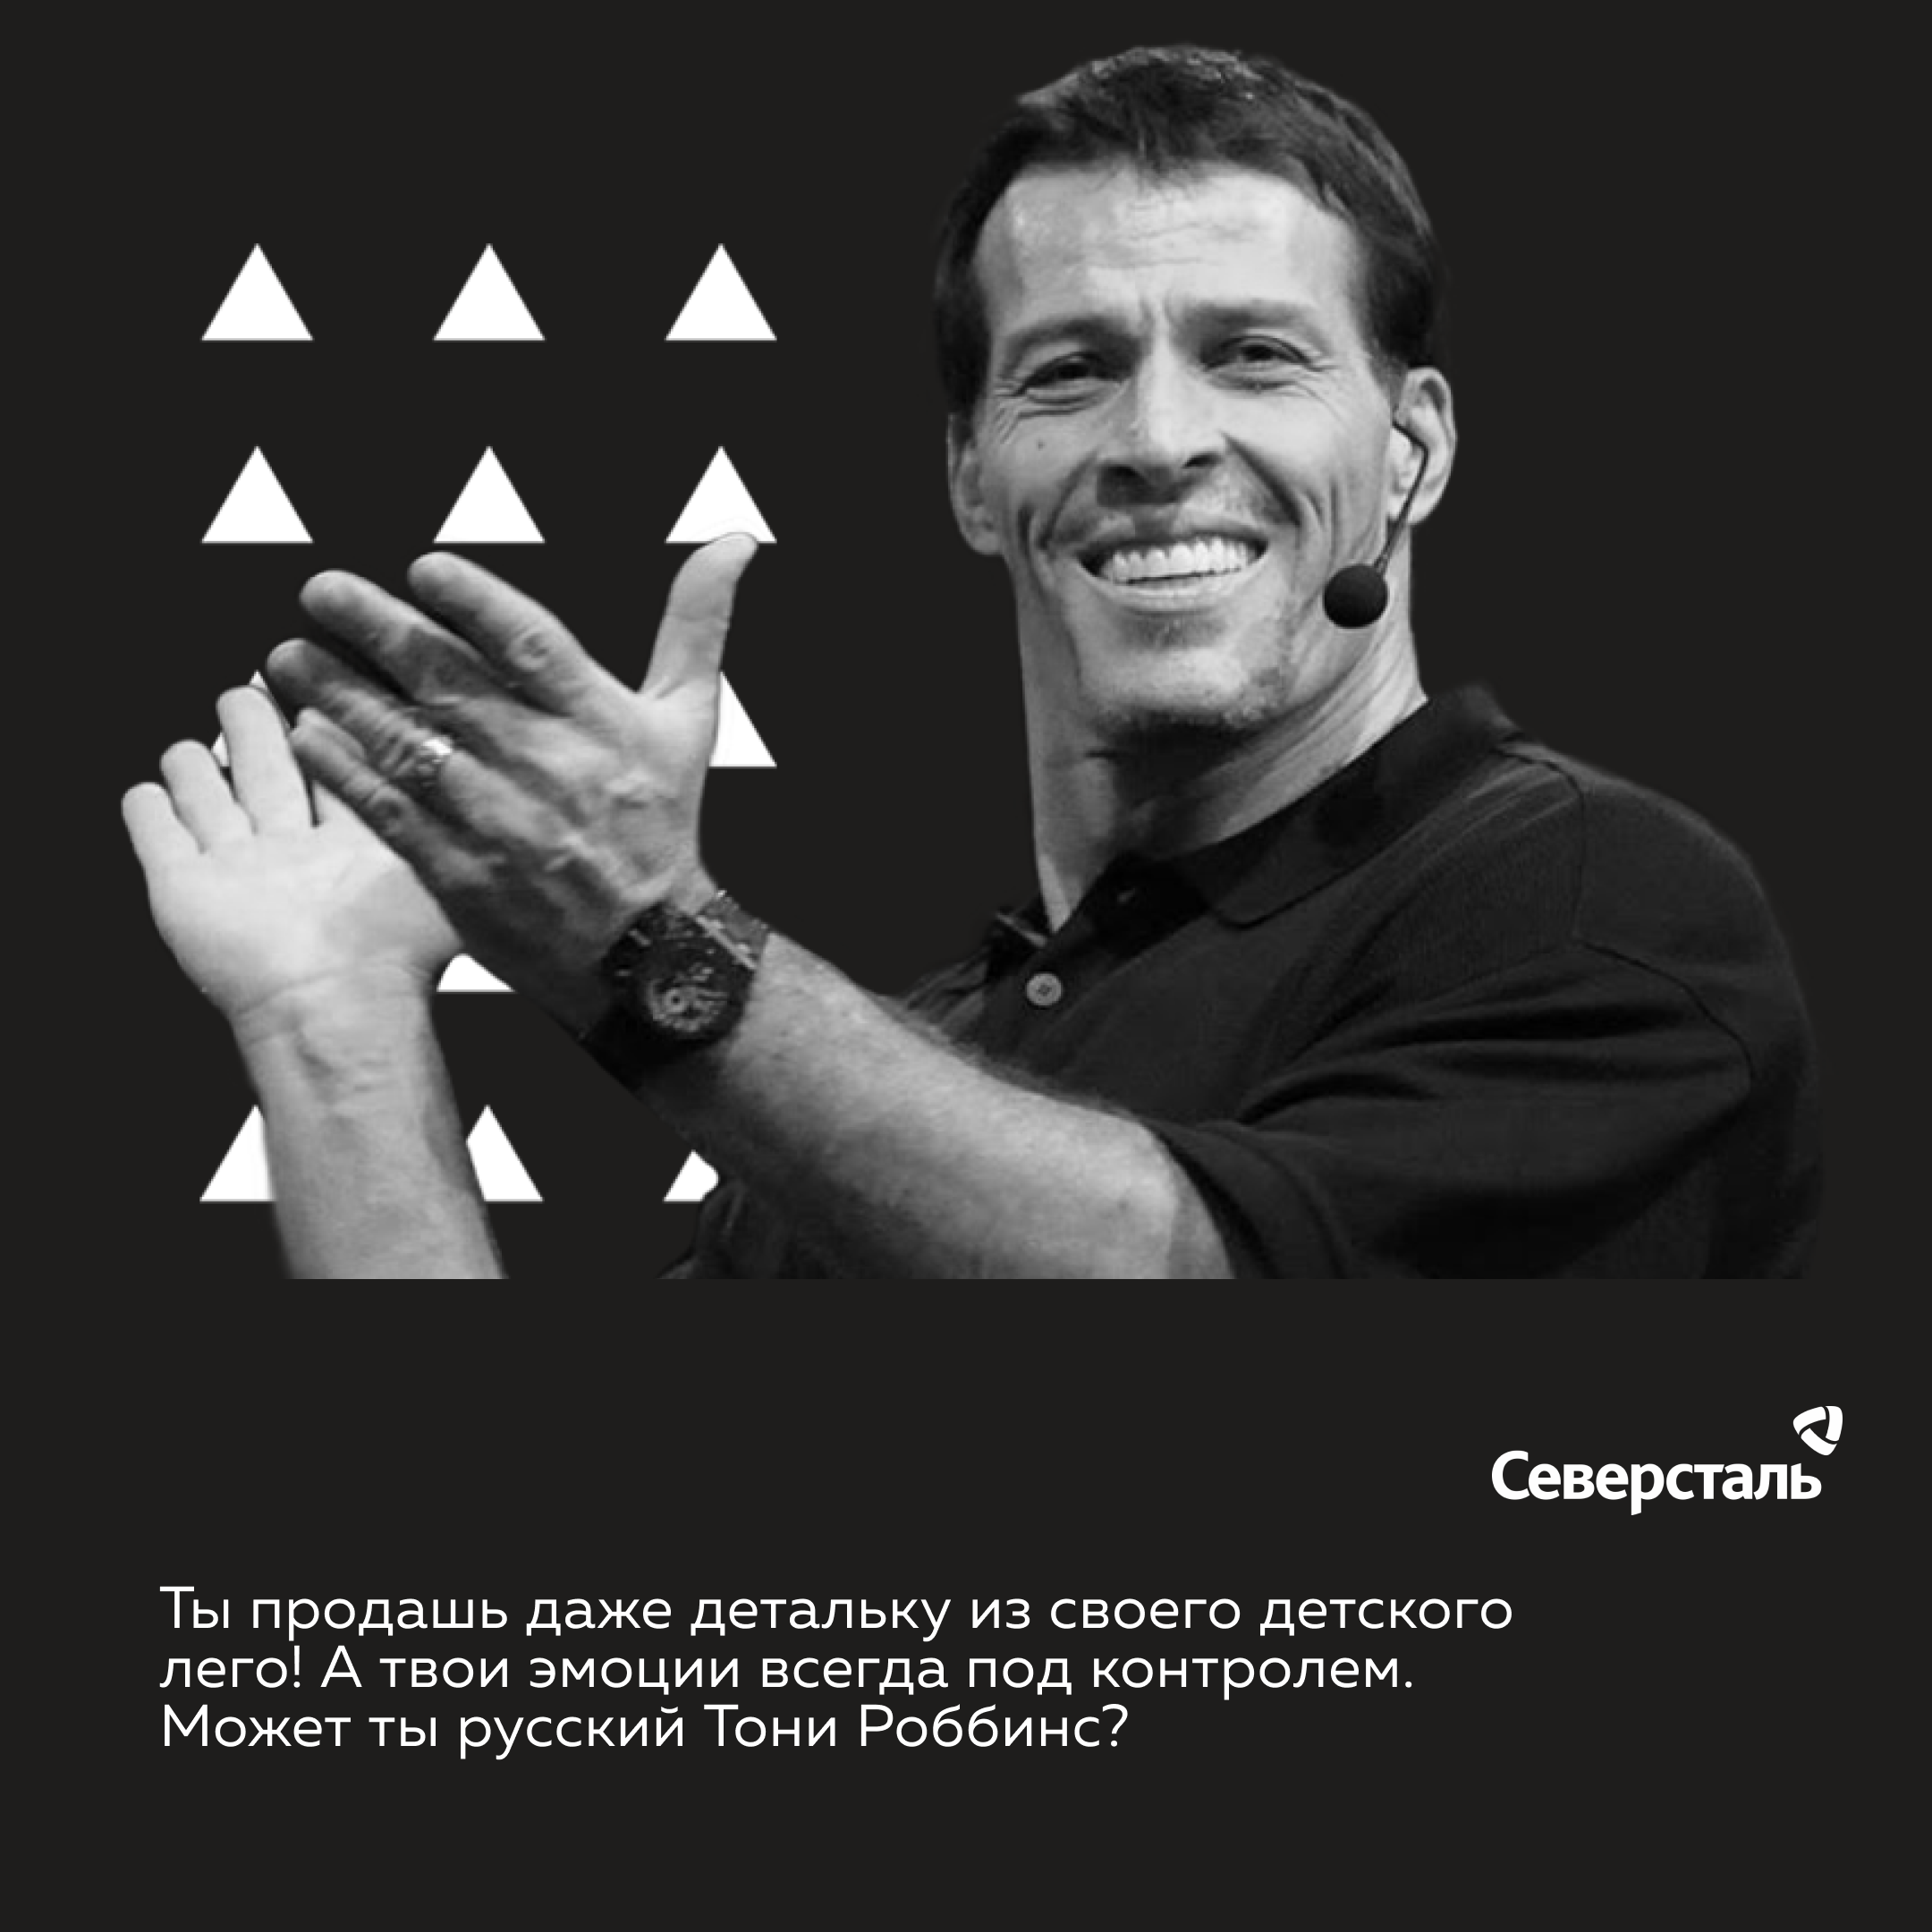 Северсталь
Ты продашь даже детальку из своего детского
лего! А твои эмоции всегда под контролем.
Может ты русский Тони Роббинс?